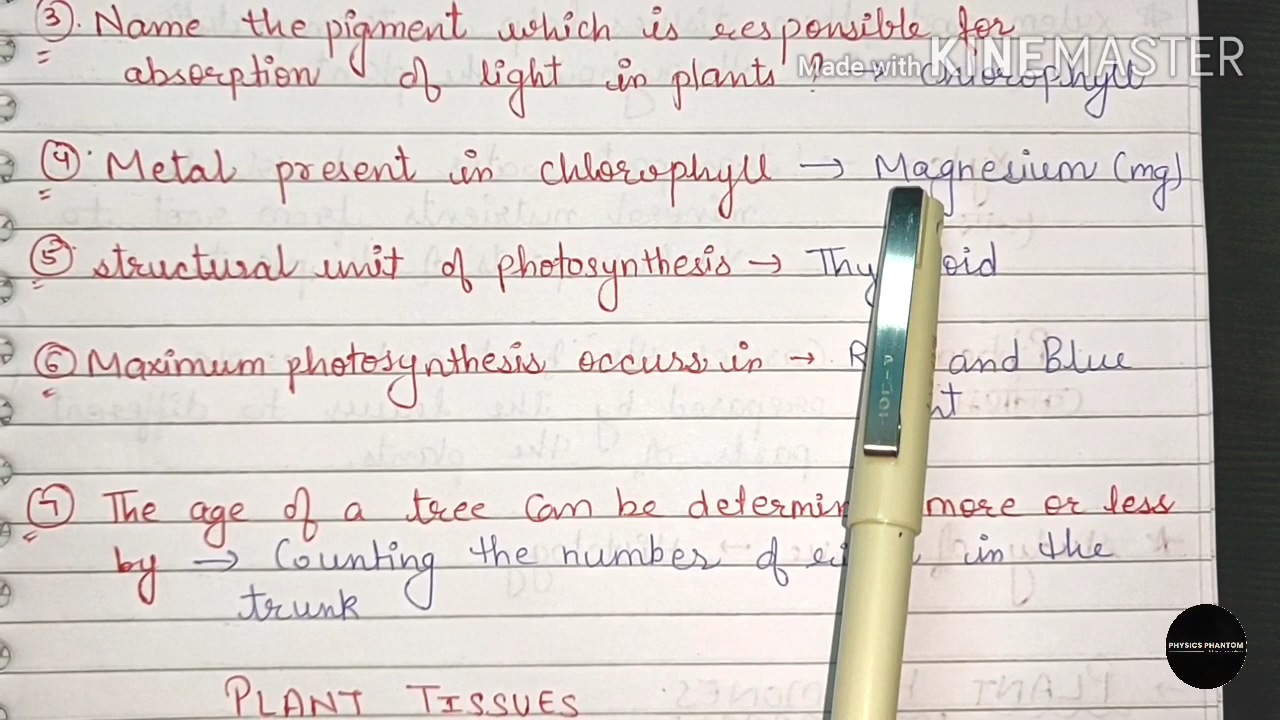 ③. Name the pigment which is responsible for
absorption of light in plants ? → Chlorophyll
Made with KINEMASTER
④. Metal present in chlorophyll → Magnesium (mg)
⑤. structural unit of photosynthesis →
⑥ Maximum photosynthesis occurs in → and Blue
⑦ The age of a tree can be more or less
by → Counting the number of in the
trunk
PILOT
PHYSICS PHANTOM
PLANT TISSUES